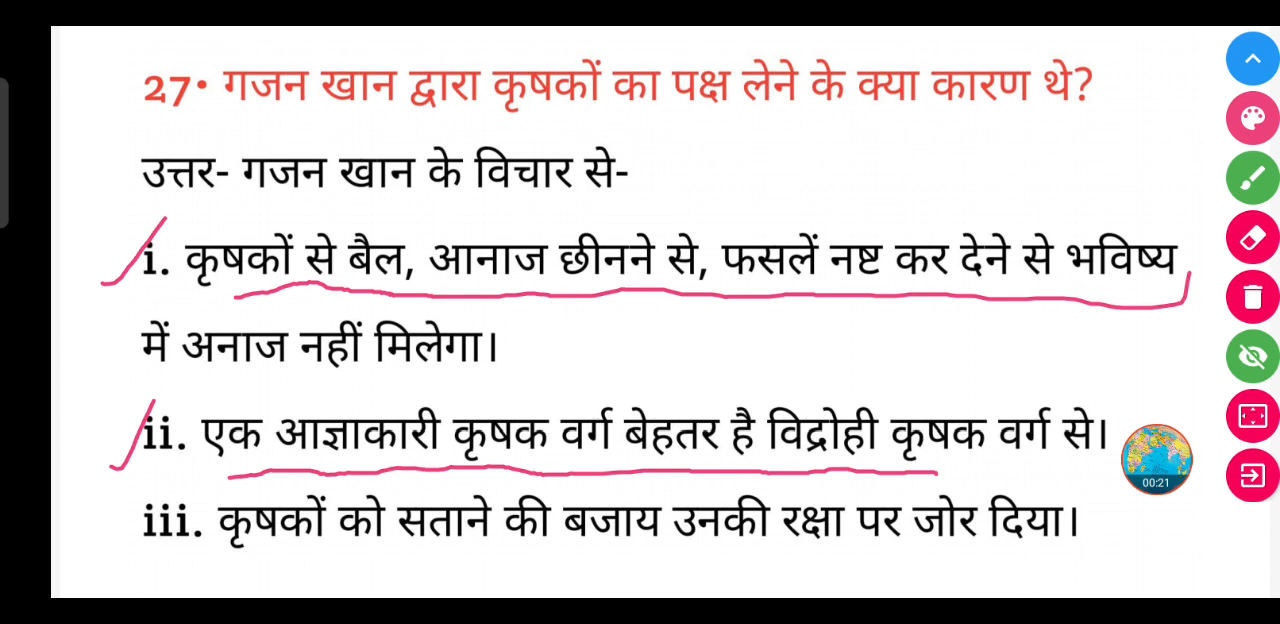 27• गजन खान द्वारा कृषकों का पक्ष लेने के क्या कारण थे?
उत्तर- गजन खान के विचार से-
i. कृषकों से बैल, आनाज छीनने से, फसलें नष्ट कर देने से भविष्य
में अनाज नहीं मिलेगा।
ii. एक आज्ञाकारी कृषक वर्ग बेहतर है विद्रोही कृषक वर्ग से।
00:21
iii. कृषकों को सताने की बजाय उनकी रक्षा पर जोर दिया।